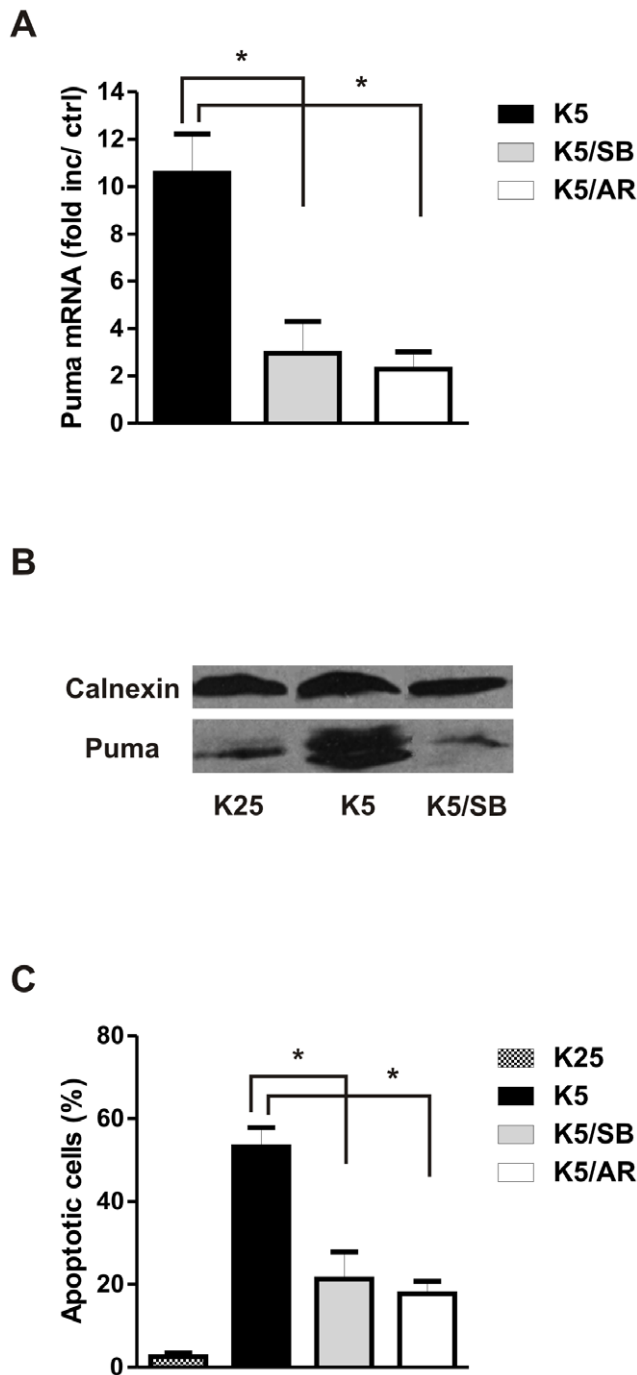 A
Puma mRNA (fold inc/ ctrl)
14
12
10
8
6
4
2
0
*
*
K5
K5/SB
K5/AR
B
Calnexin
Puma
K25
K5
K5/SB
C
Apoptotic cells (%)
80
60
40
20
0
*
*
K25
K5
K5/SB
K5/AR